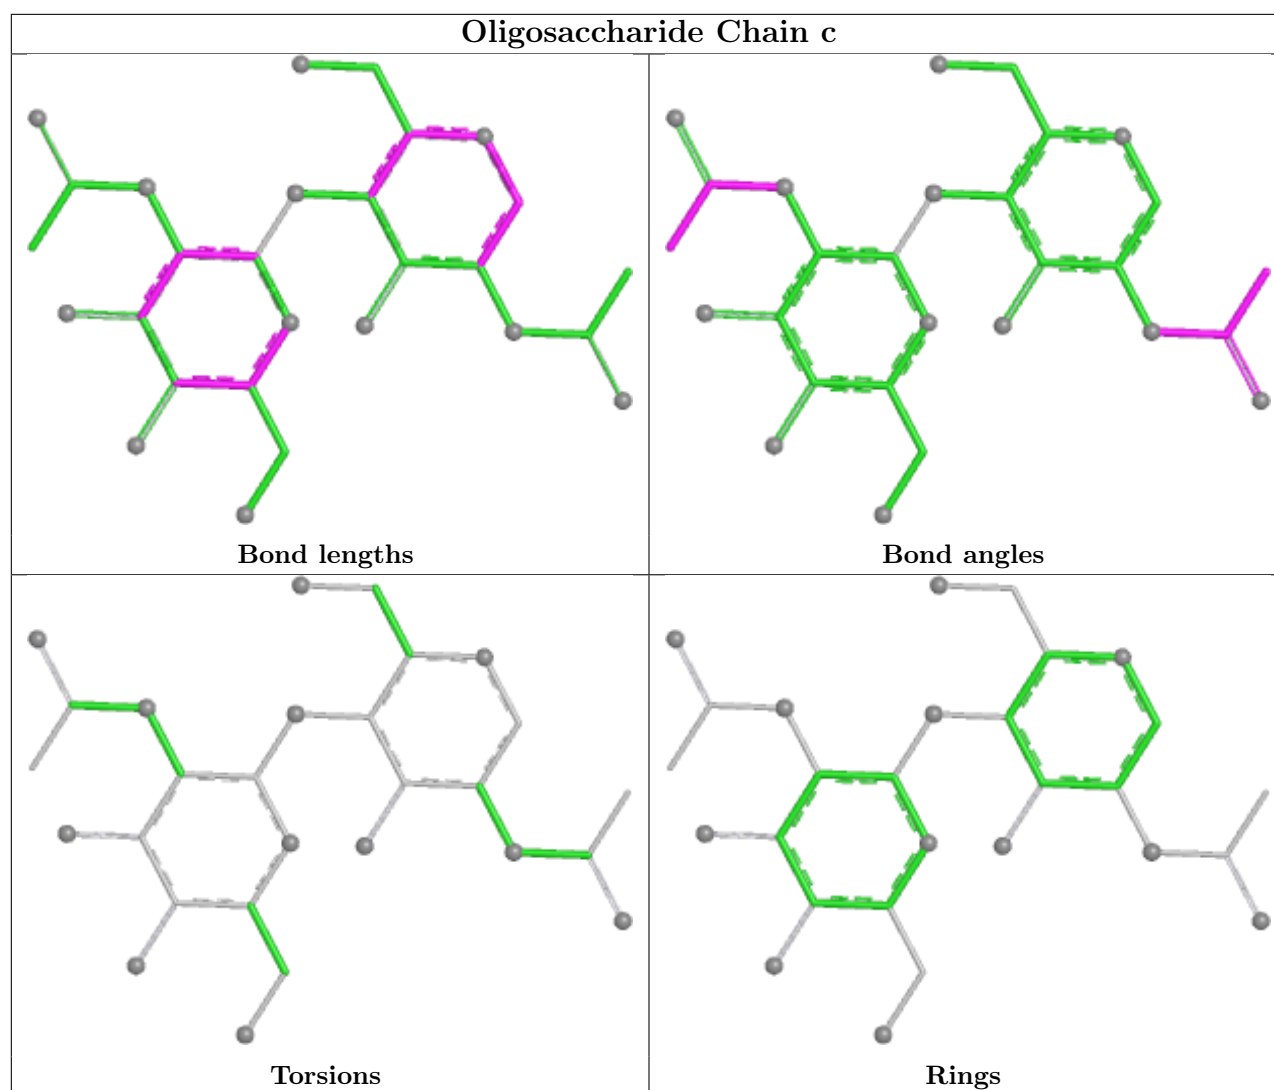 Oligosaccharide Chain c
Bond lengths
Bond angles
Torsions
Rings